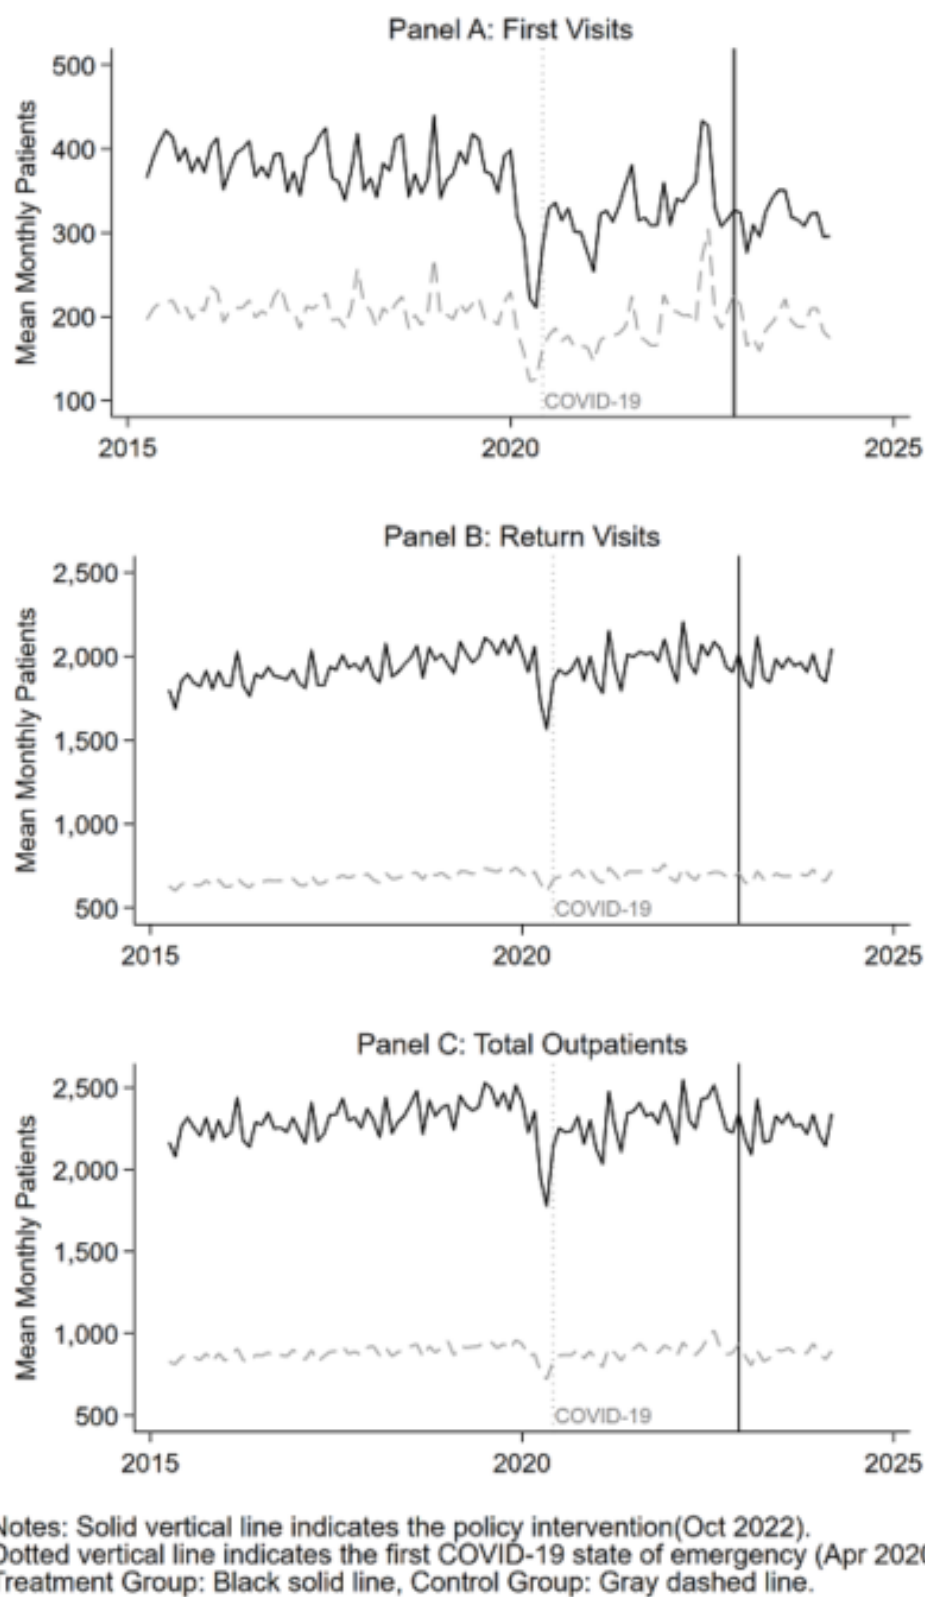 Panel A: First Visits
500
400
300
200
100
Mean Monthly Patients
COVID-19
2015
2020
2025
Panel B: Return Visits
2,500
2,000
1,500
1,000
500
Mean Monthly Patients
COVID-19
2015
2020
2025
Panel C: Total Outpatients
2,500
2,000
1,500
1,000
500
Mean Monthly Patients
COVID-19
2015
2020
2025
Notes: Solid vertical line indicates the policy intervention(Oct 2022).
Dotted vertical line indicates the first COVID-19 state of emergency (Apr 2020
Treatment Group: Black solid line, Control Group: Gray dashed line.